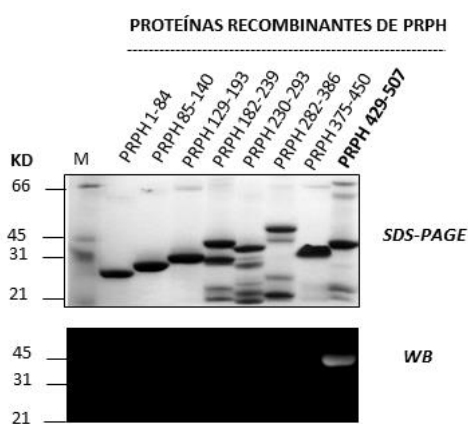 PROTEÍNAS RECOMBINANTES DE PRPH
PRPH 1-84
PRPH 85-140
PRPH 129-193
PRPH 182-239
PRPH 230-293
PRPH 282-386
PRPH 375-450
PRPH 429-507
KD M
66
45
31
21
SDS-PAGE
45
31
21
WB